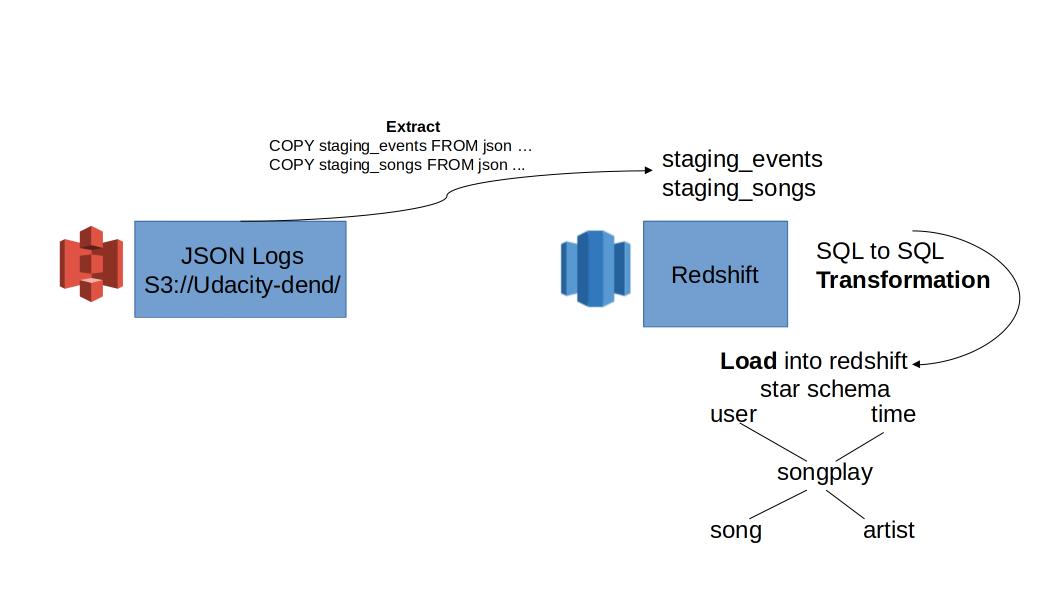 Extract
COPY staging_events FROM json …
COPY staging_songs FROM json ...
staging_events
staging_songs
JSON Logs
S3://Udacity-dend/
Redshift
SQL to SQL
Transformation
Load into redshift
star schema
user
time
songplay
song
artist